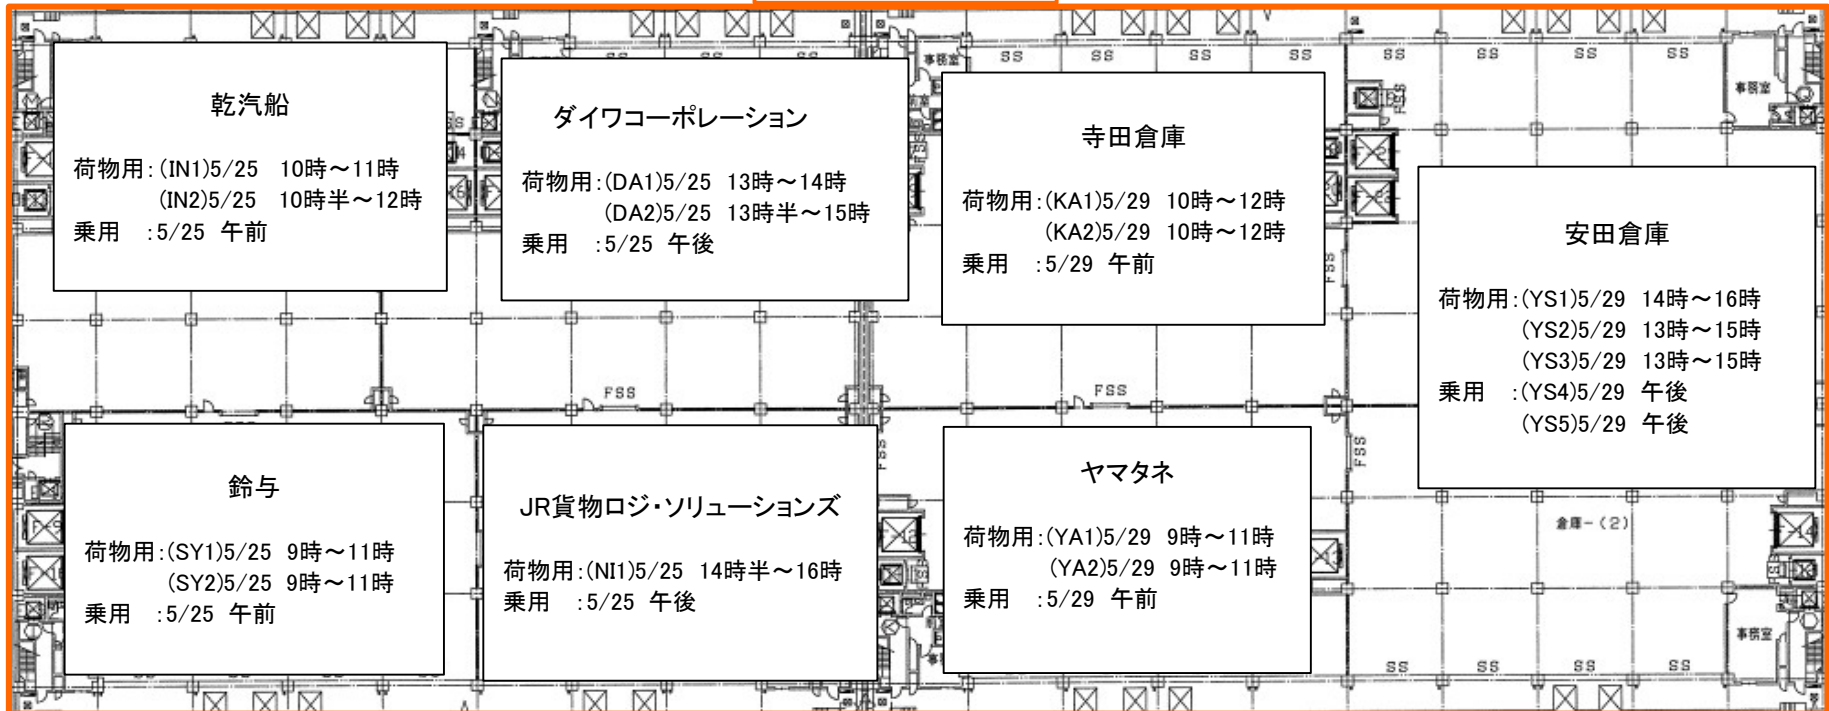 乾汽船
荷物用:(IN1)5/25 10時～11時
(IN2)5/25 10時半～12時
乗用 :5/25 午前
ダイワコーポレーション
荷物用:(DA1)5/25 13時～14時
(DA2)5/25 13時半～15時
乗用 :5/25 午後
寺田倉庫
荷物用:(KA1)5/29 10時～12時
(KA2)5/29 10時～12時
乗用 :5/29 午前
安田倉庫
荷物用:(YS1)5/29 14時～16時
(YS2)5/29 13時～15時
(YS3)5/29 13時～15時
乗用 :(YS4)5/29 午後
(YS5)5/29 午後
鈴与
荷物用:(SY1)5/25 9時～11時
(SY2)5/25 9時～11時
乗用 :5/25 午前
JR貨物ロジ・ソリューションズ
荷物用:(NI1)5/25 14時半～16時
乗用 :5/25 午後
ヤマタネ
荷物用:(YA1)5/29 9時～11時
(YA2)5/29 9時～11時
乗用 :5/29 午前
事務室
SS SS SS SS SS SS SS SS
事務室
FSS
FSS
FSS
FSS
FSS
FSS
倉庫-(2)
事務室
SS SS SS SS